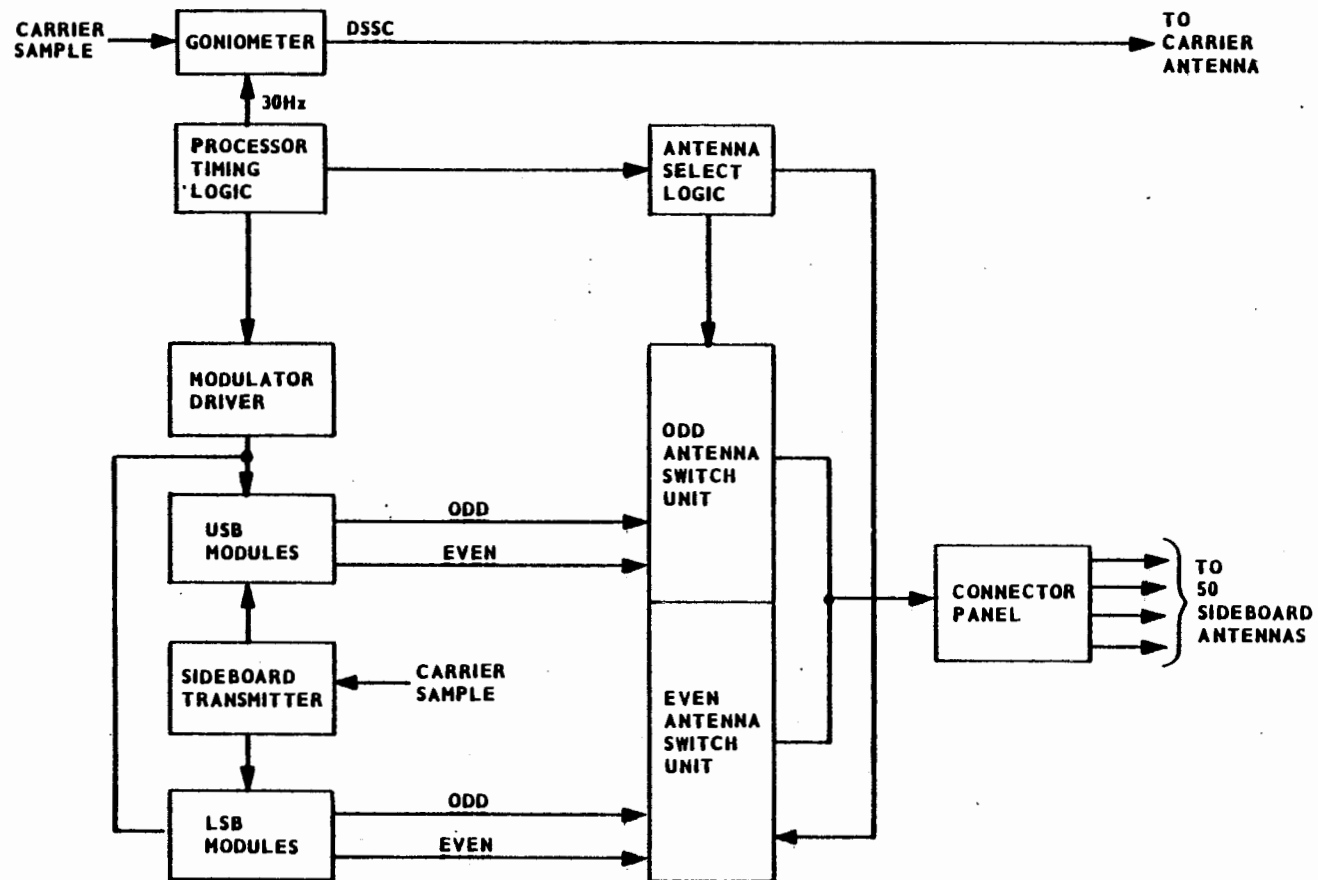 CARRIER
SAMPLE
GONIOMETER
DSSC
TO
CARRIER
ANTENNA
30Hz
PROCESSOR
TIMING
LOGIC
ANTENNA
SELECT
LOGIC
MODULATOR
DRIVER
ODD
ANTENNA
SWITCH
UNIT
USB
MODULES
ODD
EVEN
CONNECTOR
PANEL
TO
50
SIDEBOARD
ANTENNAS
SIDEBOARD
TRANSMITTER
CARRIER
SAMPLE
EVEN
ANTENNA
SWITCH
UNIT
LSB
MODULES
ODD
EVEN